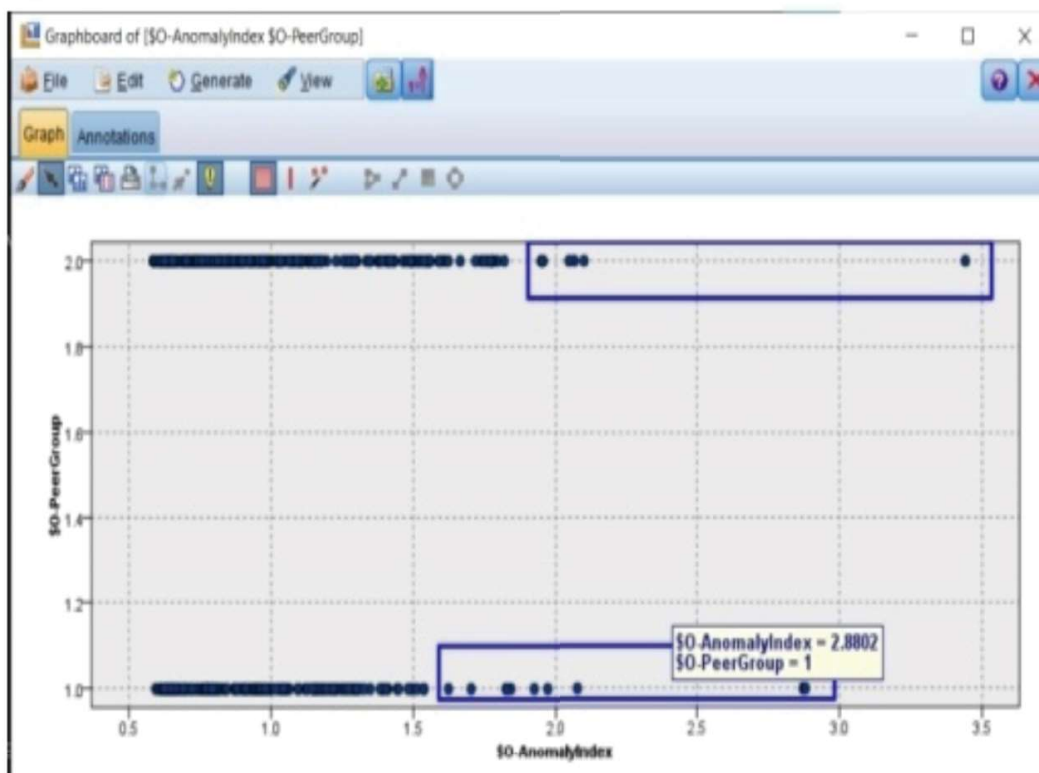 Graphboard of [$O-AnomalyIndex $O-PeerGroup]
File Edit Generate View
Graph Annotations
2.0
1.8
1.6
1.4
1.2
1.0
$O-PeerGroup
$O-AnomalyIndex = 2.8802
$O-PeerGroup = 1
0.5 1.0 1.5 2.0 2.5 3.0 3.5
$O-AnomalyIndex